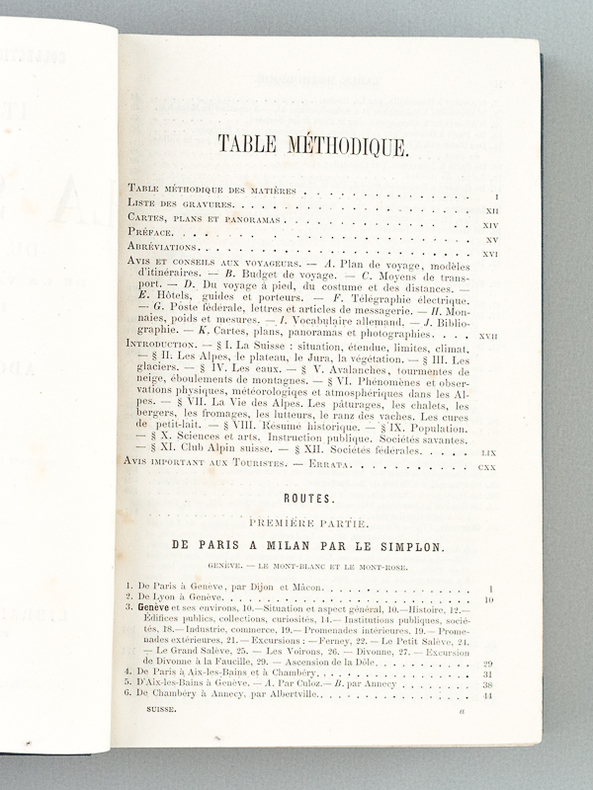 TABLE MÉTHODIQUE.
Table méthodique des matières . . . . . . . . . . . . . . I
Liste des gravures. . . . . . . . . . . . . . . . . . . XII
Cartes, plans et panoramas . . . . . . . . . . . . . . . XIV
Préface. . . . . . . . . . . . . . . . . . . . . . . . XV
Abréviations. . . . . . . . . . . . . . . . . . . . . . XVI
Avis et conseils aux voyageurs. — A. Plan de voyage, modèles
d'itinéraires. — B. Budget de voyage. — C. Moyens de trans-
port. — D. Du voyage à pied, du costume et des distances. —
E. Hôtels, guides et porteurs. — F. Télégraphie électrique.
— G. Poste fédérale, lettres et articles de messagerie. — H. Mon-
naies, poids et mesures. — I. Vocabulaire allemand. — J. Biblio-
graphie. — K. Cartes, plans, panoramas et photographies. . . . . XVII
Introduction. — § I. La Suisse : situation, étendue, limites, climat.
— § II. Les Alpes, le plateau, le Jura, la végétation. — § III. Les
glaciers. — § IV. Les eaux. — § V. Avalanches, tourmentes de
neige, éboulements de montagnes. — § VI. Phénomènes et obser-
vations physiques, météorologiqes et atmosphériques dans les Al-
pes. — § VII. La Vie des Alpes. Les pâturages, les chalets, les
bergers, les fromages, les lutteurs, le ranz des vaches. Les cures
de petit-lait. — § VIII. Résumé historique. — § IX. Population.
— § X. Sciences et arts. Instruction publique. Sociétés savantes.
— § XI. Club Alpin suisse. — § XII. Sociétés fédérales. . . . . LIX
Avis important aux Touristes. — Errata. . . . . . . . . . . CXX
ROUTES.
PREMIÈRE PARTIE.
DE PARIS A MILAN PAR LE SIMPLON.
GENÈVE. — LE MONT-BLANC ET LE MONT-ROSE.
1. De Paris à Genève, par Dijon et Mâcon. . . . . . . . . . . . 1
2. De Lyon à Genève. . . . . . . . . . . . . . . . . . . . 10
3. Genève et ses environs, 10.—Situation et aspect général, 10.—Histoire, 12.—
Édifices publics, collections, curiosités, 14.— Institutions publiques, socié-
tés, 18.—Industrie, commerce, 19.— Promenades intérieures, 19.— Prome-
nades extérieures, 21.— Excursions : —Ferney, 22. — Le Petit Salève, 24.
— Le Grand Salève, 25. — Les Voirons, 26. — Divonne, 27. — Excursion
de Divonne à la Faucille, 29. — Ascension de la Dôle. . . . . . . . 29
4. De Paris à Aix-les-Bains et à Chambéry. . . . . . . . . . . . 31
5. D'Aix-les-Bains à Genève. — A. Par Culoz.— B. par Annecy . . . . . 38
6. De Chambéry à Annecy, par Albertville. . . . . . . . . . . . 44
SUISSE. a